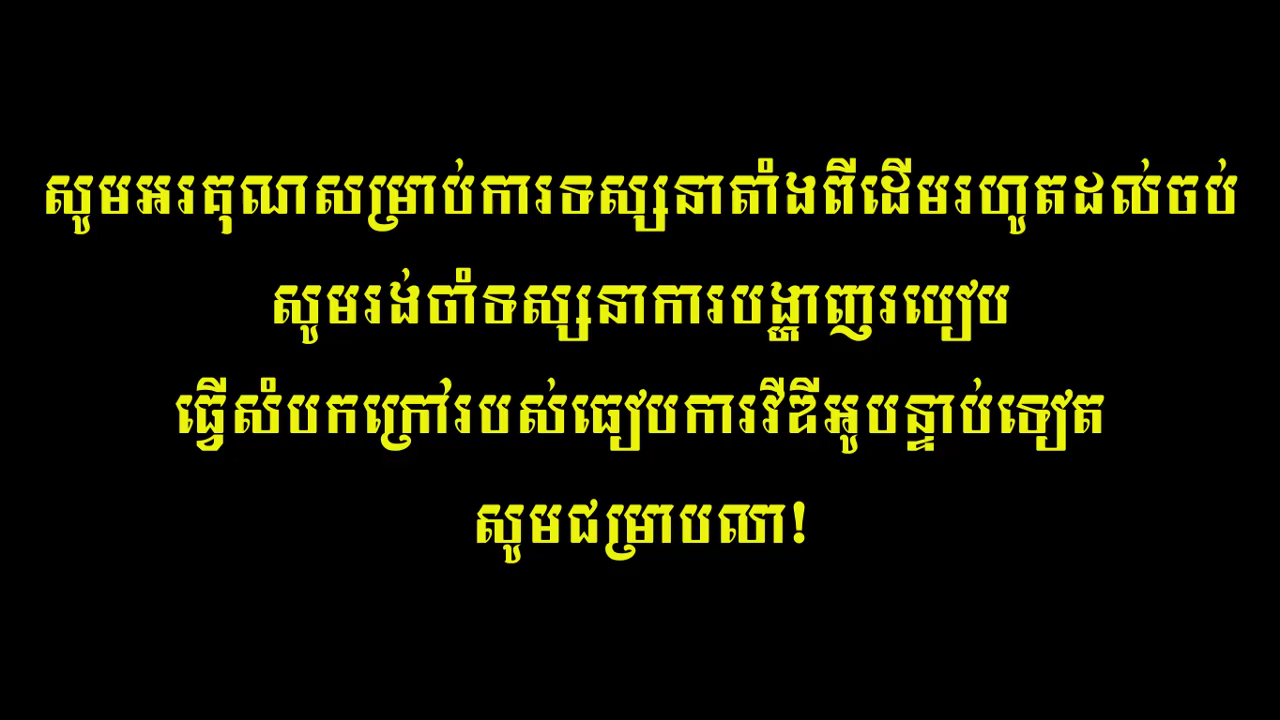 សូមអរគុណសម្រាប់ការទស្សនាតាំងពីដើមរហូតដល់ចប់
សូមរង់ចាំទស្សនាការបង្ហាញរបៀប
ធ្វើសំបកក្រៅរបស់ធៀបការវីឌីអូបន្ទាប់ទៀត
សូមជម្រាបលា!